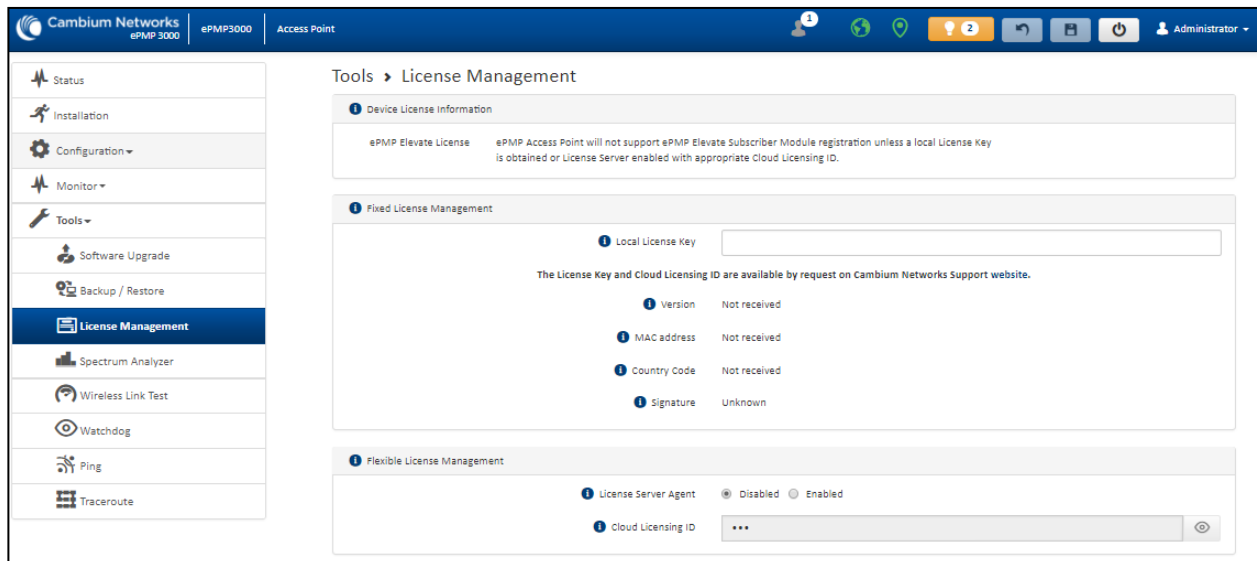 Cambium Networks
ePMP 3000
ePMP3000
Access Point
1
2
Administrator
Status
Installation
Configuration
Monitor
Tools
Software Upgrade
Backup / Restore
License Management
Spectrum Analyzer
Wireless Link Test
Watchdog
Ping
Traceroute
Tools > License Management
Device License Information
ePMP Elevate License
ePMP Access Point will not support ePMP Elevate Subscriber Module registration unless a local License Key
is obtained or License Server enabled with appropriate Cloud Licensing ID.
Fixed License Management
Local License Key
The License Key and Cloud Licensing ID are available by request on Cambium Networks Support website.
Version Not received
MAC address Not received
Country Code Not received
Signature Unknown
Flexible License Management
License Server Agent Disabled Enabled
Cloud Licensing ID •••